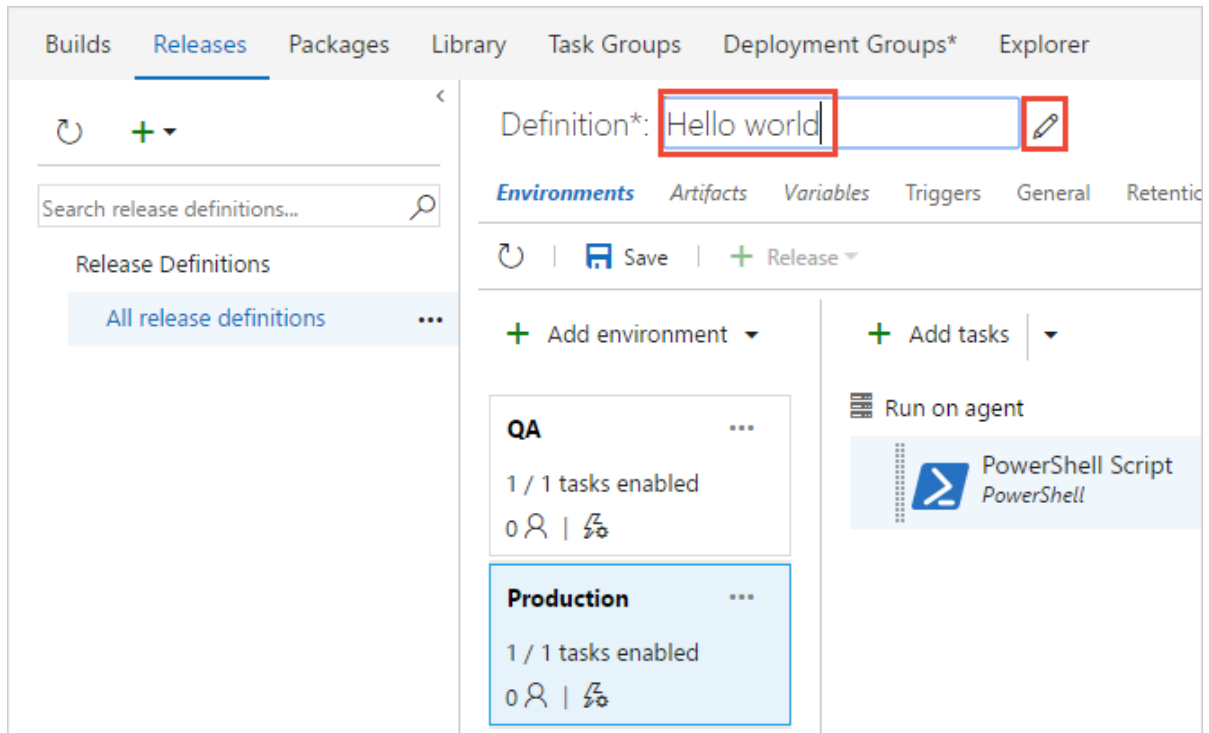 Builds Releases Packages Library Task Groups Deployment Groups* Explorer
Definition*: Hello world
Search release definitions...
Release Definitions
All release definitions
Environments Artifacts Variables Triggers General Retentio
Save Release
Add environment
QA
1 / 1 tasks enabled
0
Production
1 / 1 tasks enabled
0
Add tasks
Run on agent
PowerShell Script
PowerShell